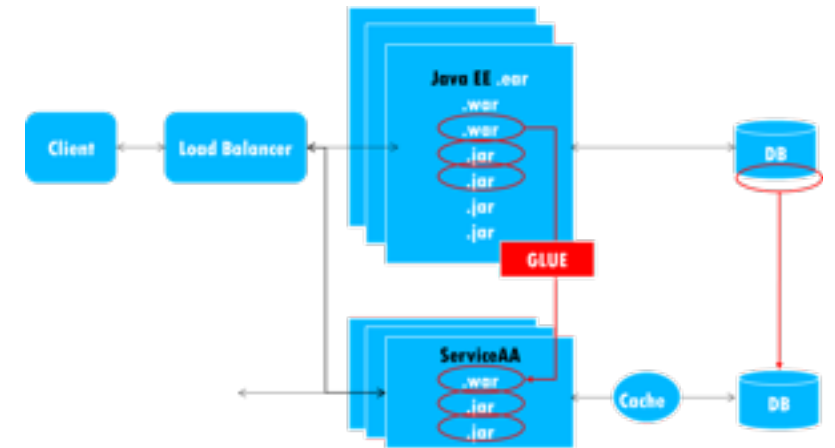 Java EE .ear
.war
.war
.jar
.jar
.jar
.jar
Client
Load Balancer
DB
GLUE
ServiceAA
.war
.jar
.jar
Cache
DB